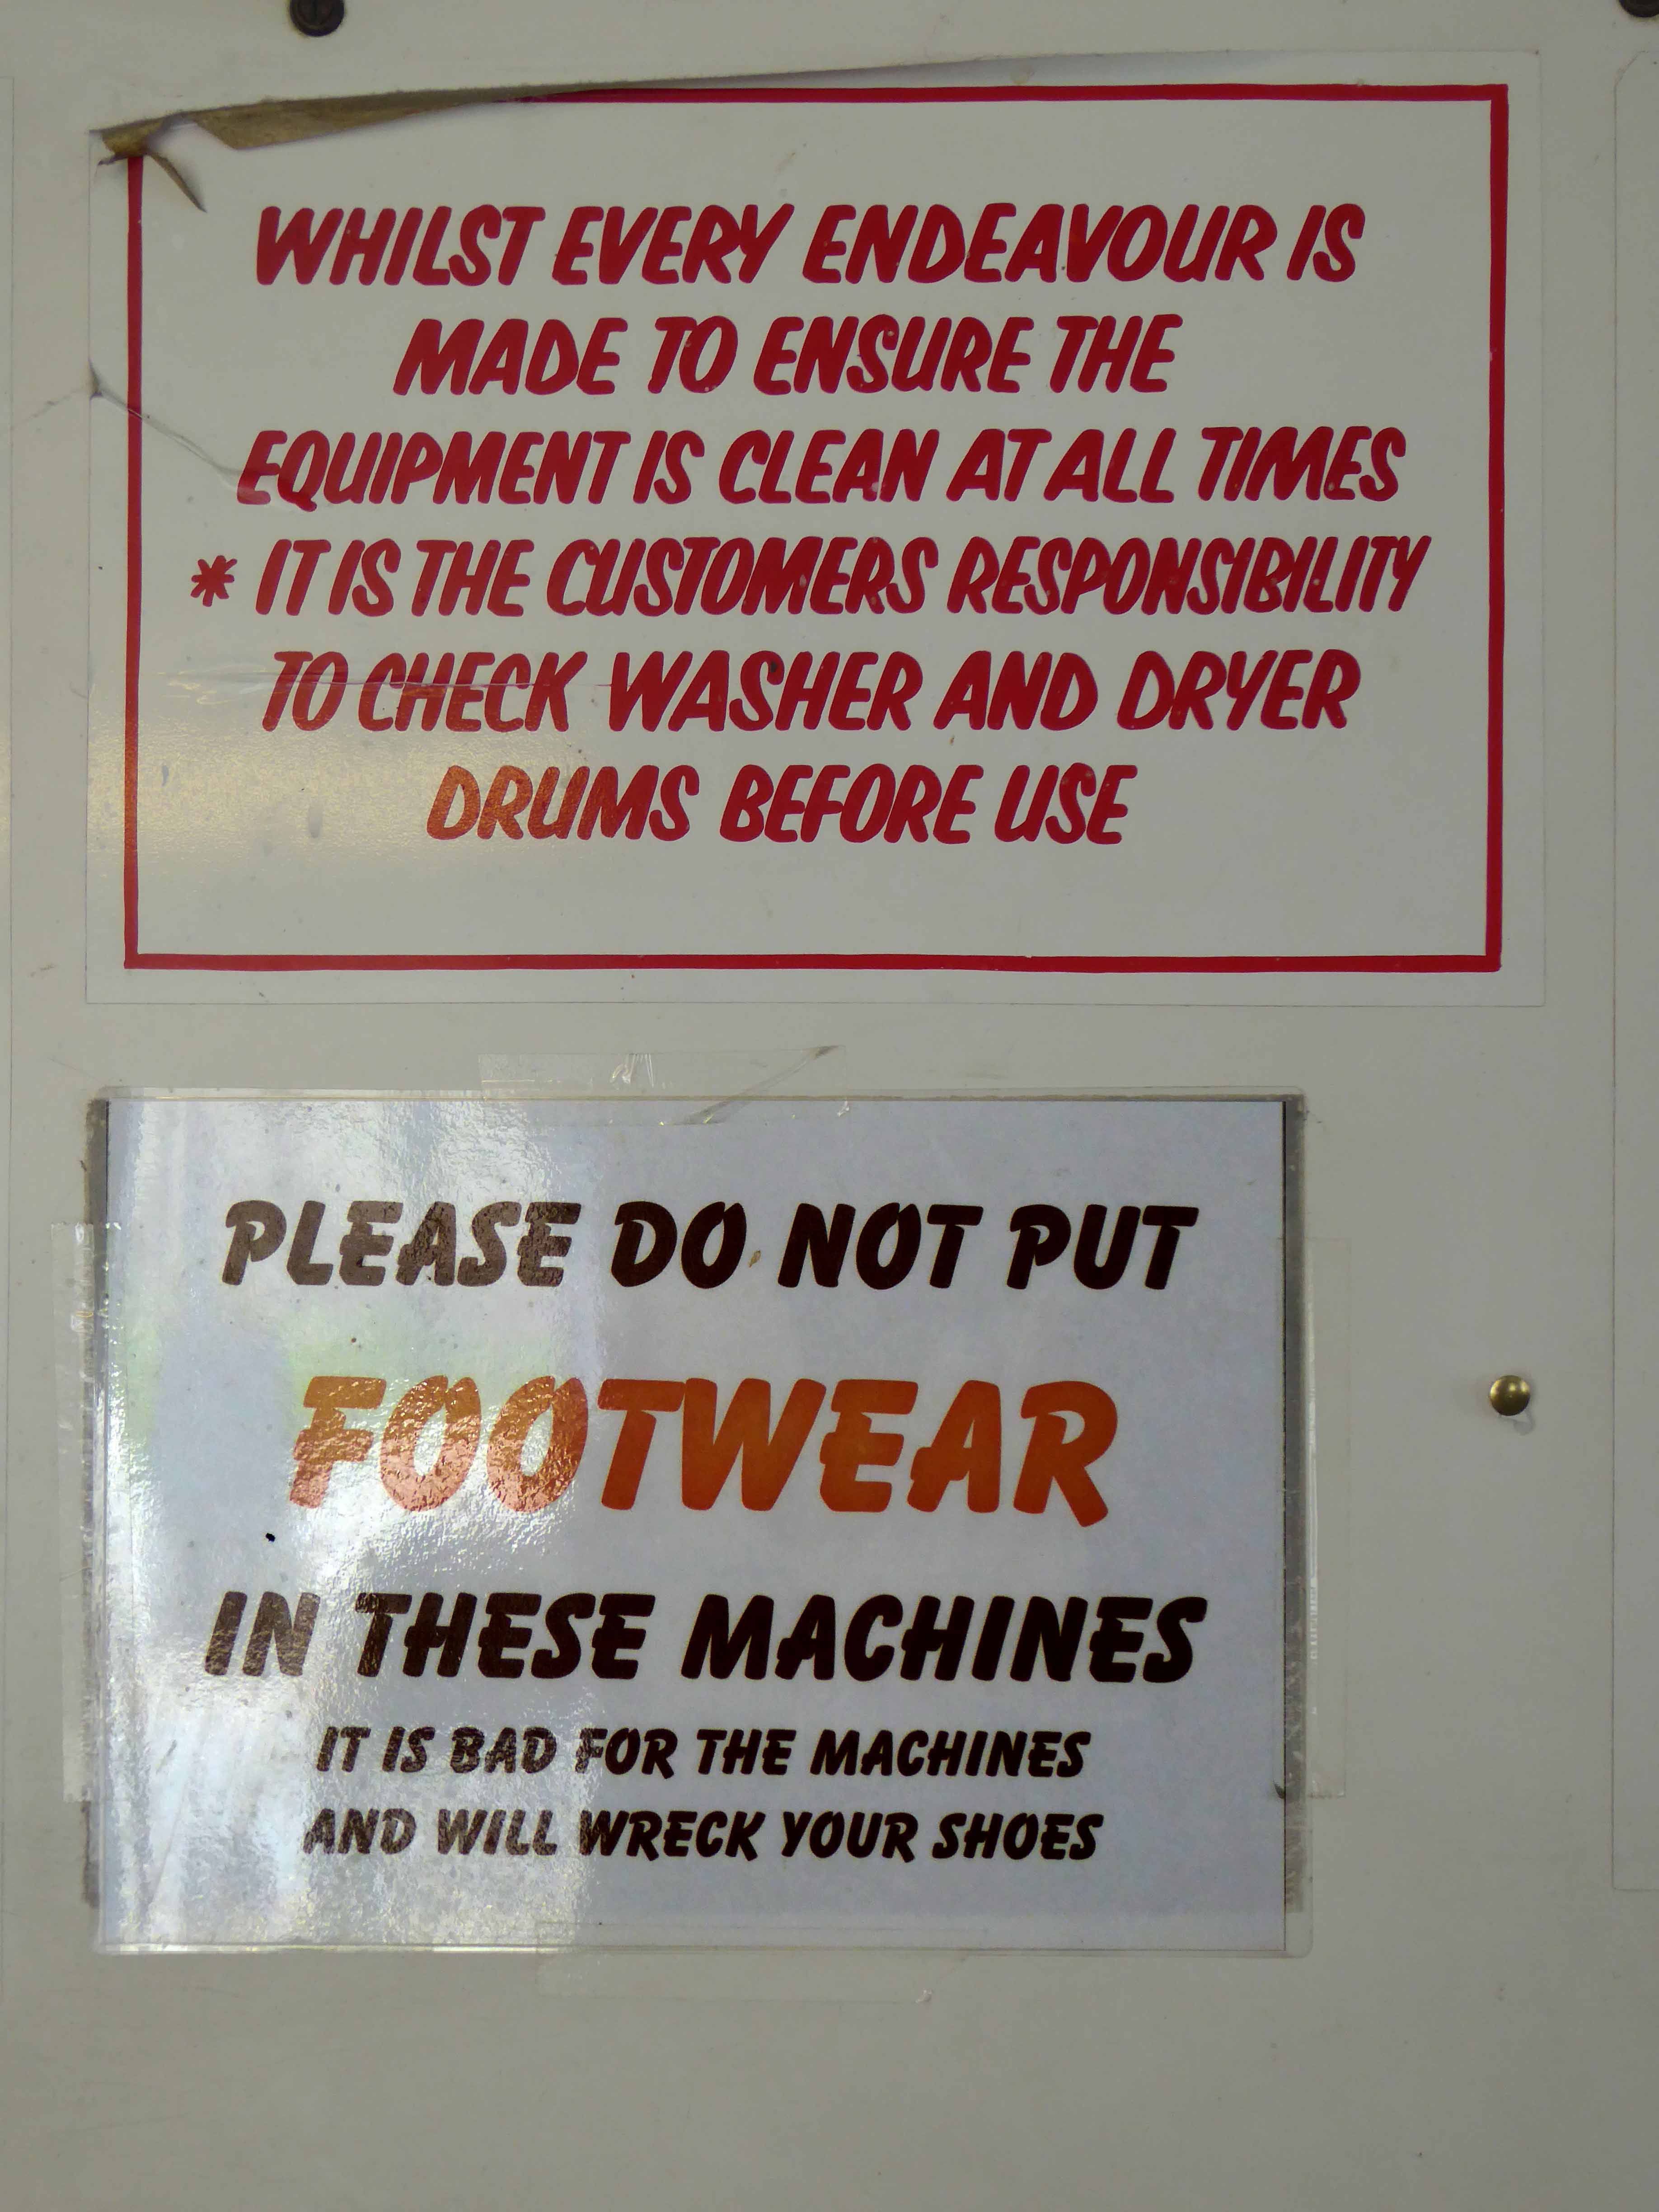 WHILST EVERY ENDEAVOUR IS
MADE TO ENSURE THE
EQUIPMENT IS CLEAN AT ALL TIMES
* IT IS THE CUSTOMERS RESPONSIBILITY
TO CHECK WASHER AND DRYER
DRUMS BEFORE USE
PLEASE DO NOT PUT
FOOTWEAR
IN THESE MACHINES
IT IS BAD FOR THE MACHINES
AND WILL WRECK YOUR SHOES